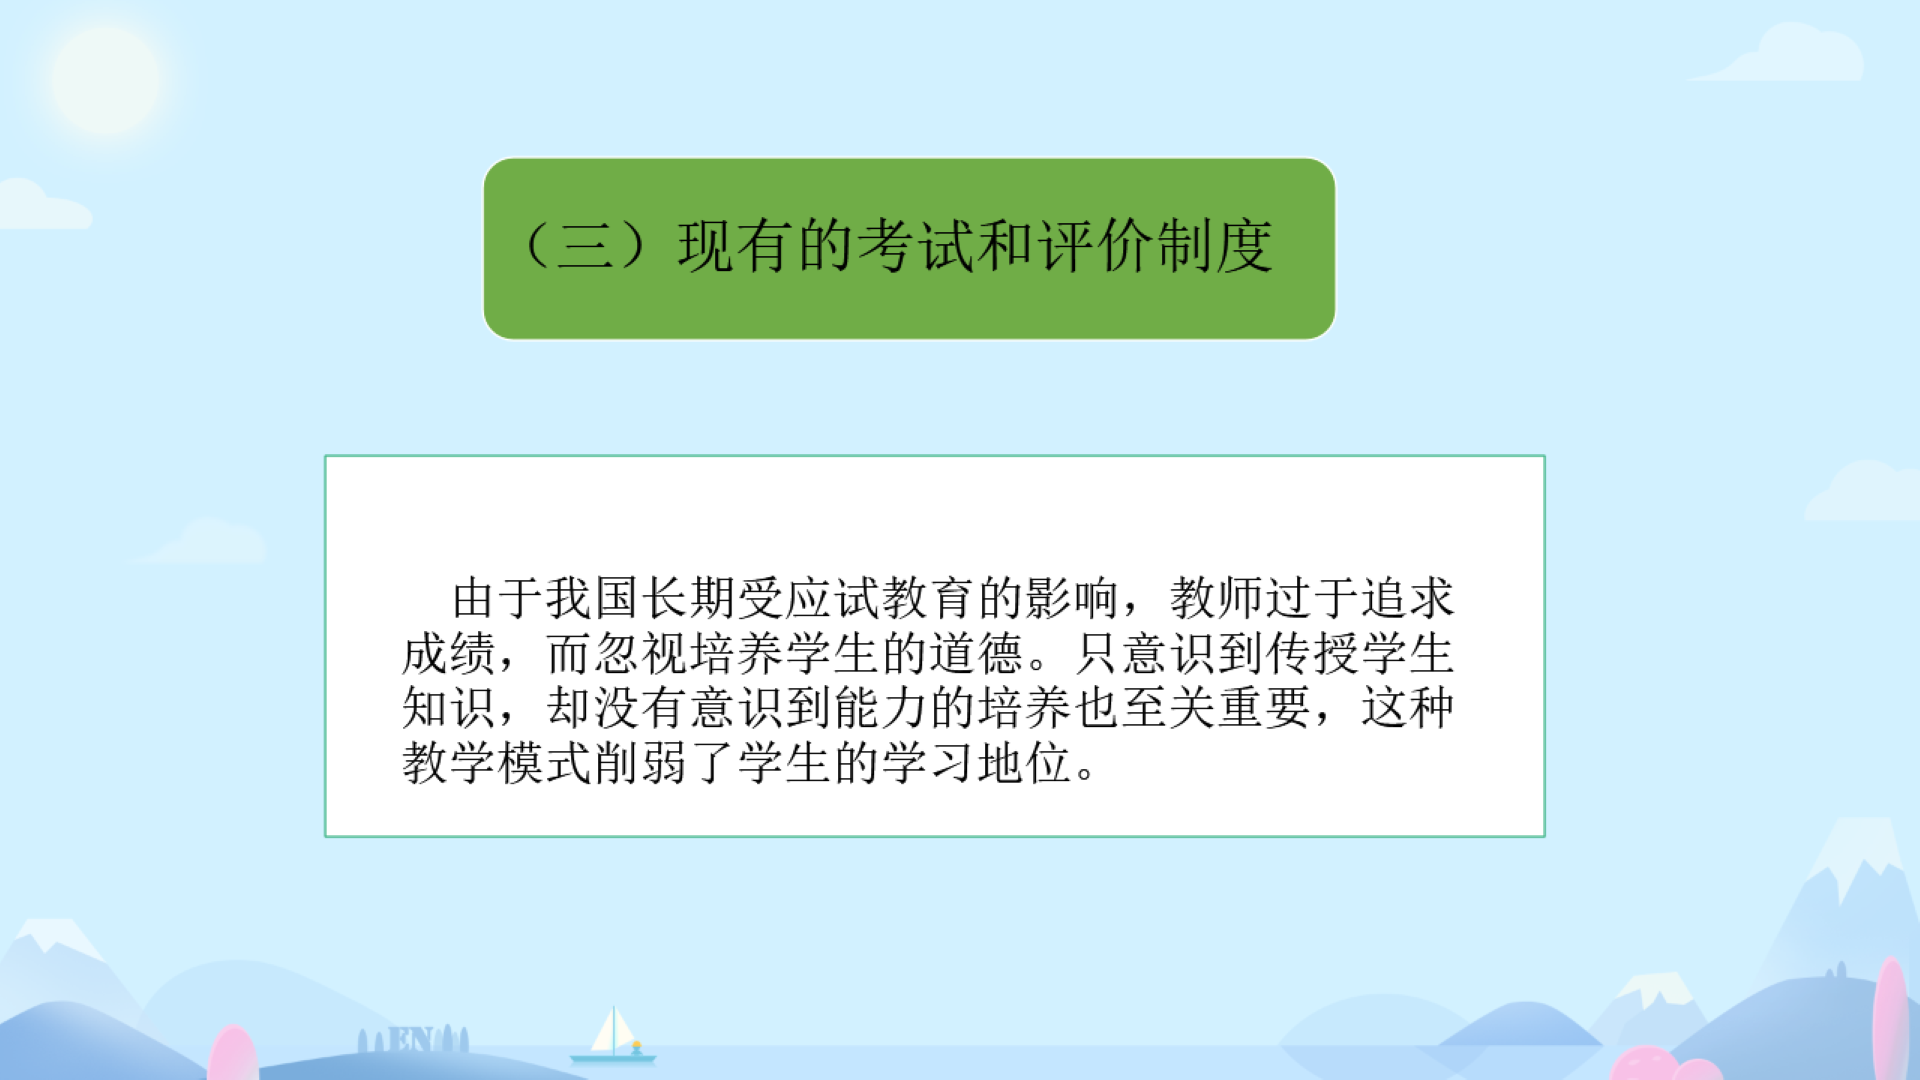 （三）现有的考试和评价制度
由于我国长期受应试教育的影响，教师过于追求
成绩，而忽视培养学生的道德。只意识到传授学生
知识，却没有意识到能力的培养也至关重要，这种
教学模式削弱了学生的学习地位。
EN